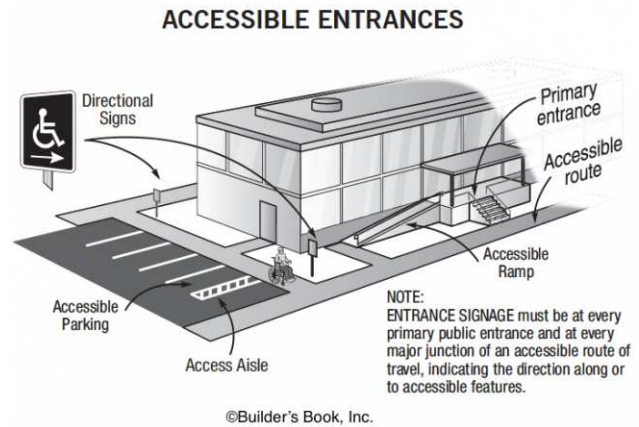 ACCESSIBLE ENTRANCES
Directional
Signs
Primary
entrance
Accessible
route
Accessible
Ramp
Accessible
Parking
Access Aisle
NOTE:
ENTRANCE SIGNAGE must be at every
primary public entrance and at every
major junction of an accessible route of
travel, indicating the direction along or
to accessible features.
©Builder's Book, Inc.